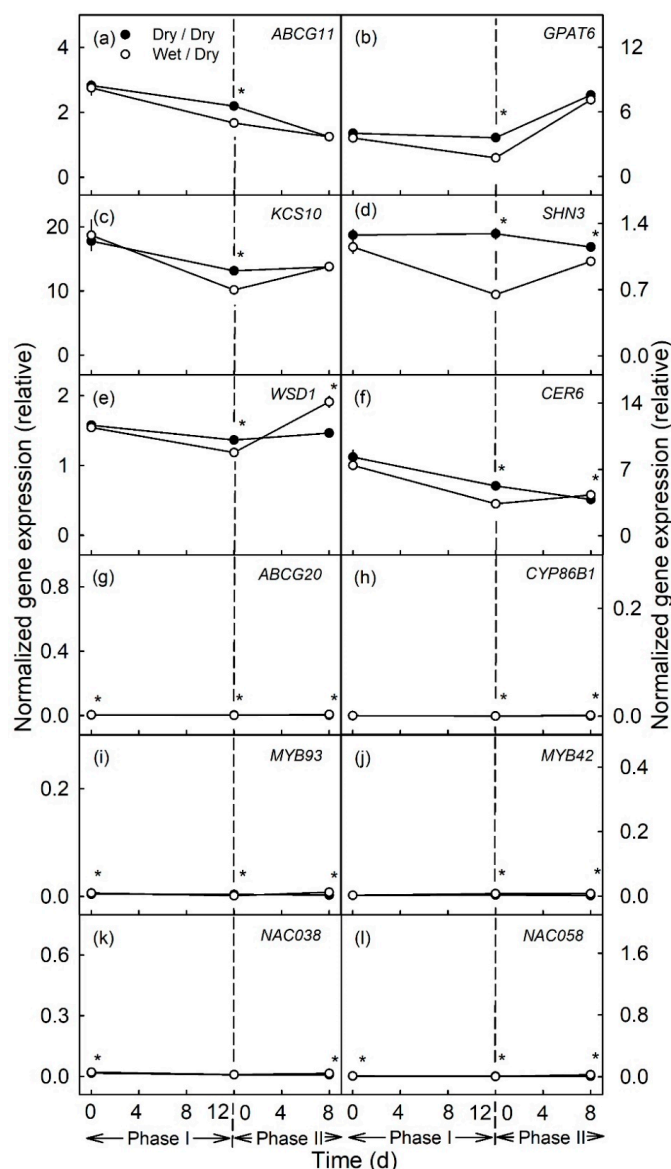 (a) Dry / Dry ABCG11
Wet / Dry
4
2
*
0
(b) GPAT6
12
6
*
0
(c) KCS10
20
10
*
0
(d) SHN3
* *
1.4
0.7
0.0
(e) WSD1
2
* *
1
0
(f) CER6
14
* *
7
0
(g) ABCG20
0.8
0.4
* * *
0.0
(h) CYP86B1
0.2
* *
0.0
(i) MYB93
0.2
* * *
0.0
(j) MYB42
0.4
0.2
* *
0.0
(k) NAC038
0.6
0.3
* *
0.0
(l) NAC058
1.6
0.8
* * *
0.0
Normalized gene expression (relative)
Normalized gene expression (relative)
0 4 8 12 0 4 8 0 4 8 12 0 4 8
Phase I Phase II Phase I Phase II
Time (d)